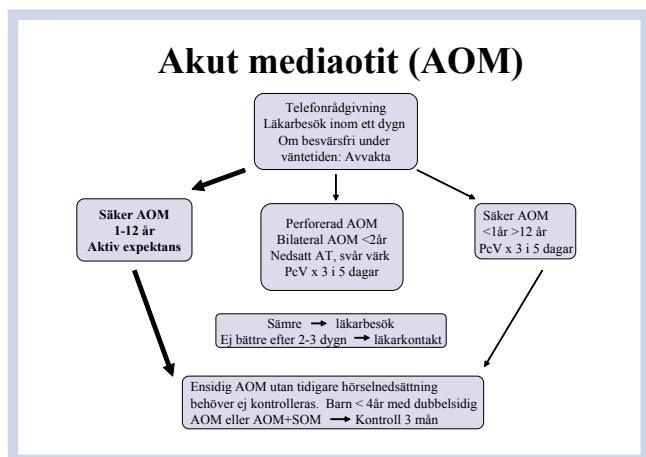 Akut mediaotit (AOM)
Telefonrådgivning
Läkarbesök inom ett dygn
Om besvärsfri under
väntetiden: Avvakta
Säker AOM
1-12 år
Aktiv expektans
Perforerad AOM
Bilateral AOM <2år
Nedsatt AT, svår värk
PcV x 3 i 5 dagar
Säker AOM
<1år >12 år
PcV x 3 i 5 dagar
Sämre → läkarbesök
Ej bättre efter 2-3 dygn → läkarkontakt
Ensidig AOM utan tidigare hörselnedsättning
behöver ej kontrolleras. Barn < 4år med dubbelsidig
AOM eller AOM+SOM → Kontroll 3 mån